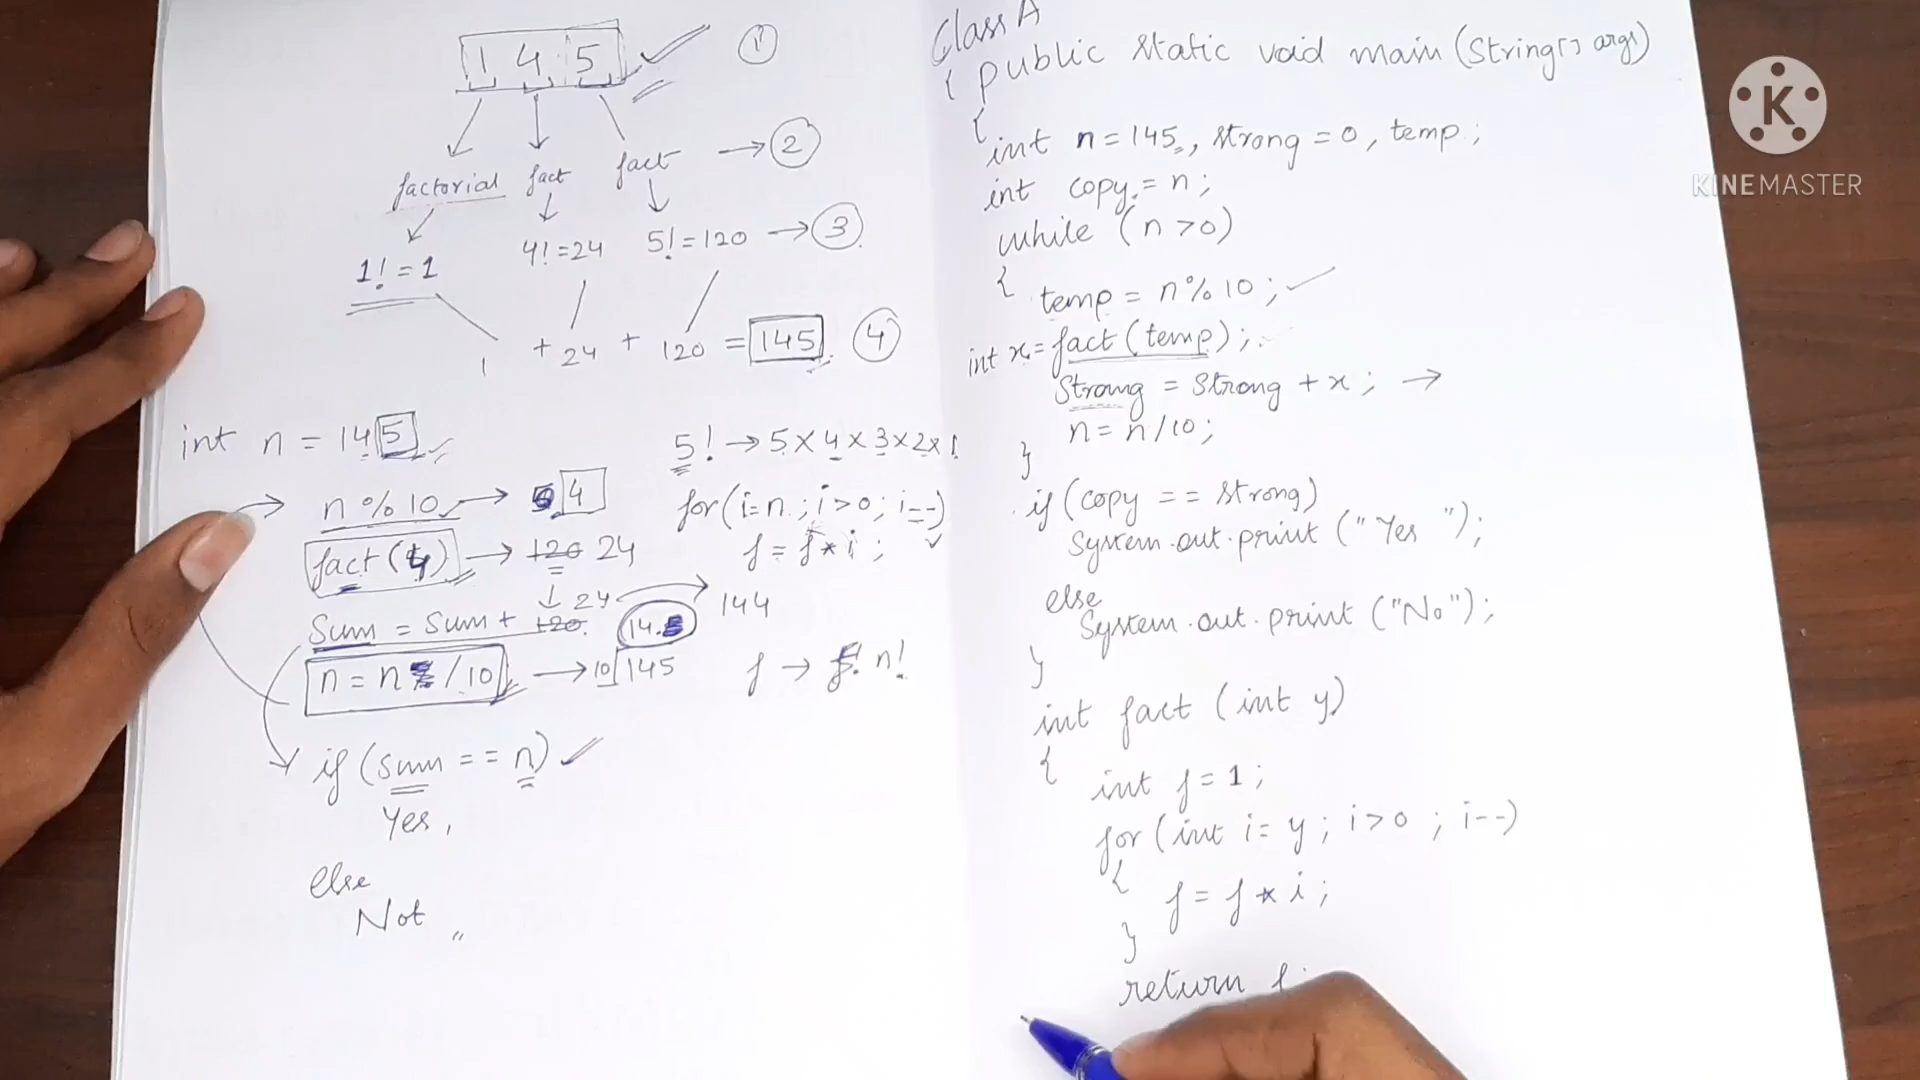 1 4 5 ①
factorial fact fact → ②
1! = 1 4! = 24 5! = 120 → ③
1 + 24 + 120 = 145 ④
int n = 145
n % 10 → 4
fact(4) → 120 24
24
Sum = Sum + 120 14 144
n = n / 10 → 10 145
if (sum == n)
Yes,
else
Not "
5! → 5 × 4 × 3 × 2 × 1
for(i=n ; i>0 ; i--)
f = f * i ;
f → n!
Class A
{ public static void main (String[] args)
{
int n = 145, strong = 0, temp ;
int copy = n ;
while (n >0)
{ temp = n % 10 ;
int x = fact (temp) ;
Strong = Strong + x ; →
n = n /10 ;
}
if (copy == strong)
System.out.print (" Yes ");
else
System.out.print ("No");
}
int fact (int y)
{
int f = 1 ;
for (int i = y ; i > 0 ; i--)
{ f = f * i ;
}
return f ;
K
KINEMASTER